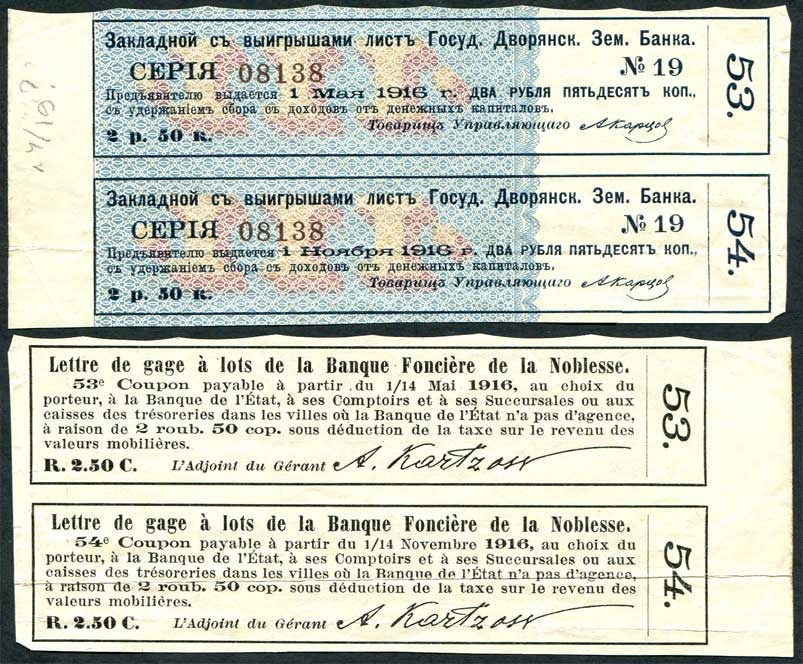 Закладной съ выигрышами листъ Госуд. Дворянск. Зем. Банка.
СЕРІЯ 08138 № 19
Предъявителю выдается 1 Мая 1916 г. ДВА РУБЛЯ ПЯТЬДЕСЯТЪ КОП.,
съ удержаніемъ сбора съ доходовъ отъ денежныхъ капиталовъ.
Товарищъ Управляющаго АКарцов
2 р. 50 к.
53.
Закладной съ выигрышами листъ Госуд. Дворянск. Зем. Банка.
СЕРІЯ 08138 № 19
Предъявителю выдается 1 Ноября 1916 г. ДВА РУБЛЯ ПЯТЬДЕСЯТЪ КОП.,
съ удержаніемъ сбора съ доходовъ отъ денежныхъ капиталовъ.
Товарищъ Управляющаго АКарцов
2 р. 50 к.
54.
Lettre de gage à lots de la Banque Foncière de la Noblesse.
53e Coupon payable à partir du 1/14 Mai 1916, au choix du
porteur, à la Banque de l'État, à ses Comptoirs et à ses Succursales ou aux
caisses des trésoreries dans les villes où la Banque de l'État n'a pas d'agence,
à raison de 2 roub. 50 cop. sous déduction de la taxe sur le revenu des
valeurs mobilières.
R. 2.50 C. L'Adjoint du Gérant A. Kartzow
53.
Lettre de gage à lots de la Banque Foncière de la Noblesse.
54e Coupon payable à partir du 1/14 Novembre 1916, au choix du
porteur, à la Banque de l'État, à ses Comptoirs et à ses Succursales ou aux
caisses des trésoreries dans les villes où la Banque de l'État n'a pas d'agence,
à raison de 2 roub. 50 cop. sous déduction de la taxe sur le revenu des
valeurs mobilières.
R. 2.50 C. L'Adjoint du Gérant A. Kartzow
54.